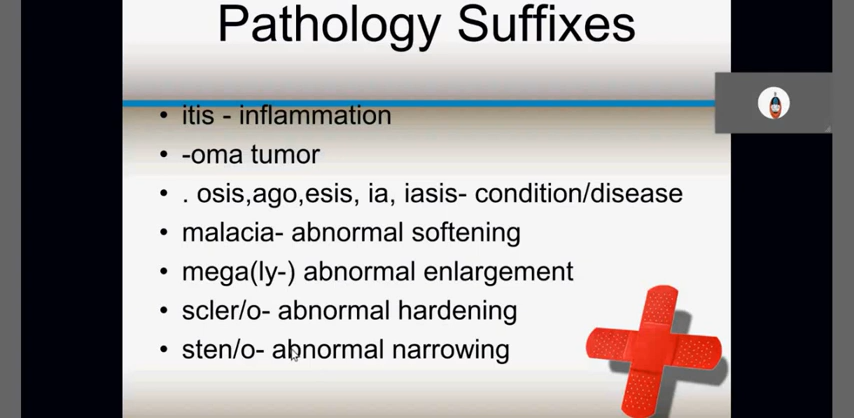 Pathology Suffixes
• itis - inflammation
• -oma tumor
• . osis,ago,esis, ia, iasis- condition/disease
• malacia- abnormal softening
• mega(ly-) abnormal enlargement
• scler/o- abnormal hardening
• sten/o- abnormal narrowing